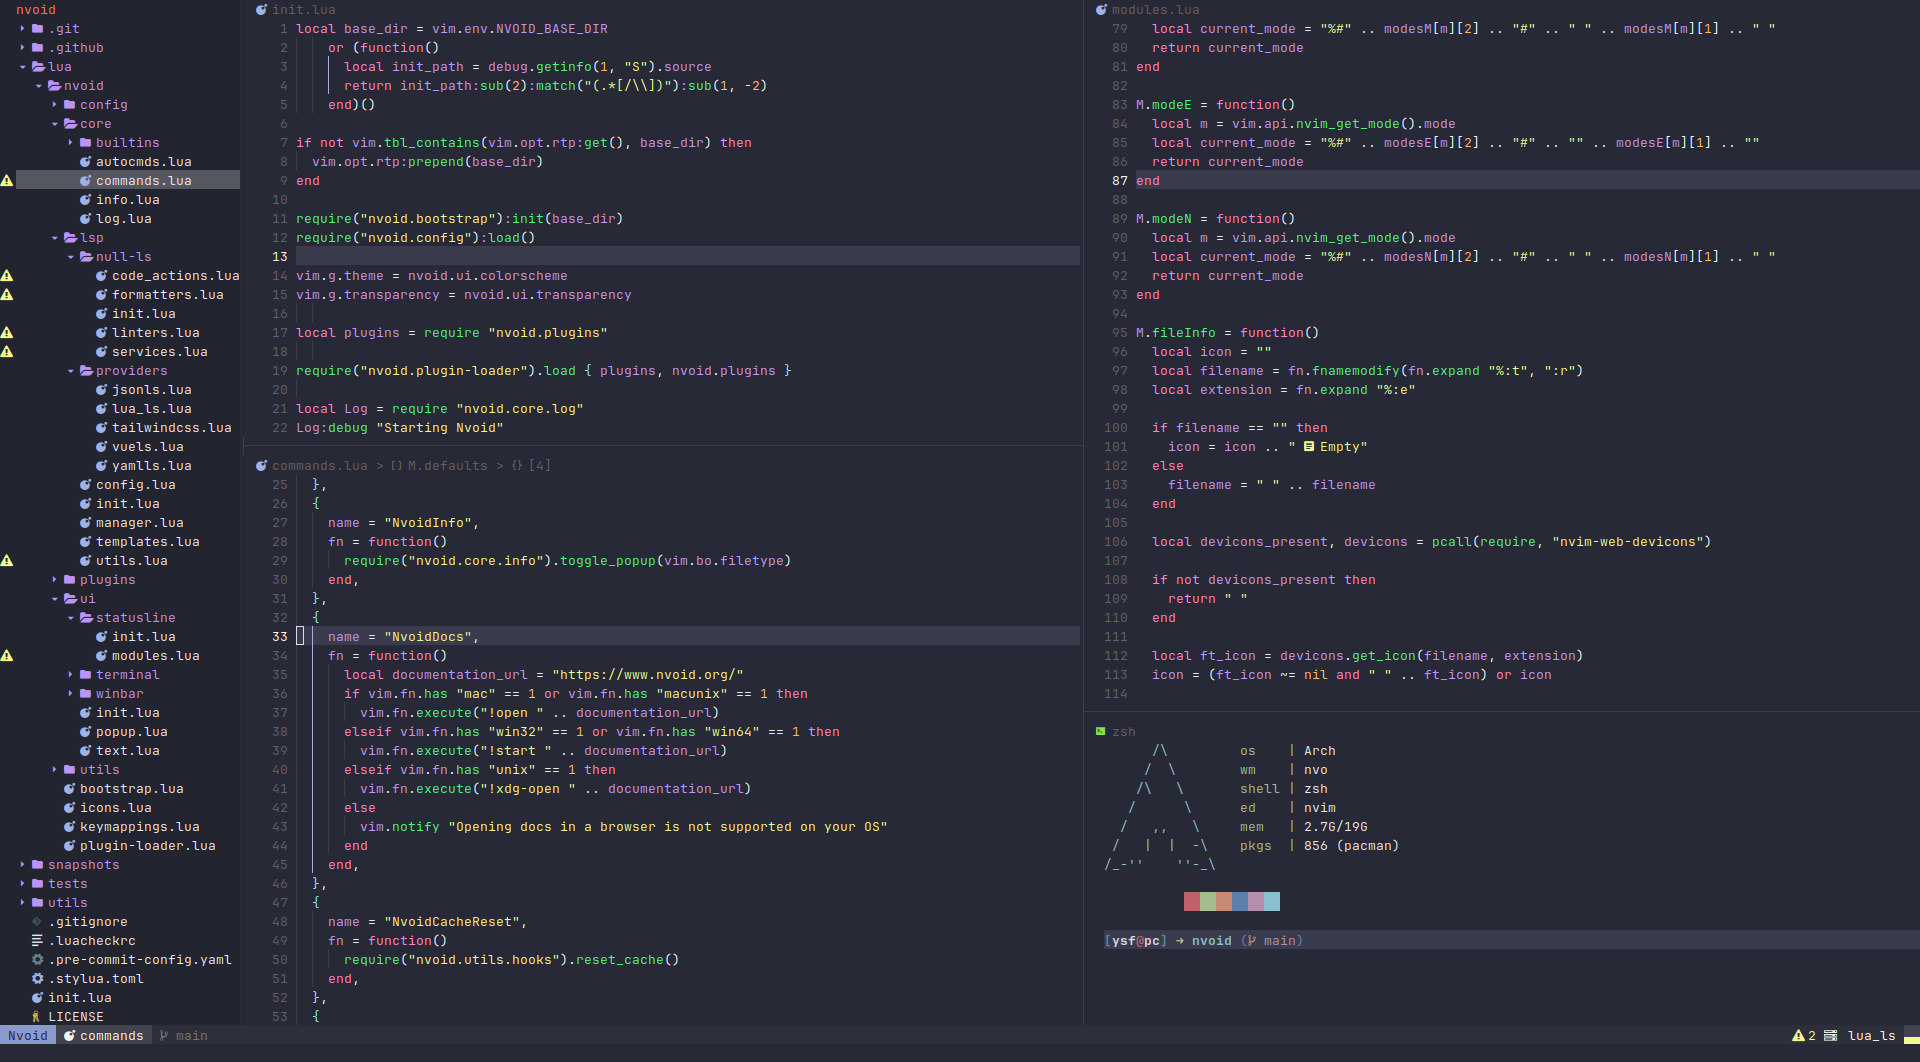 nvoid
.git
.github
lua
nvoid
config
core
builtins
autocmds.lua
commands.lua
info.lua
log.lua
lsp
null-ls
code_actions.lua
formatters.lua
init.lua
linters.lua
services.lua
providers
jsonls.lua
lua_ls.lua
tailwindcss.lua
vuels.lua
yamlls.lua
config.lua
init.lua
manager.lua
templates.lua
utils.lua
plugins
ui
statusline
init.lua
modules.lua
terminal
winbar
init.lua
popup.lua
text.lua
utils
bootstrap.lua
icons.lua
keymappings.lua
plugin-loader.lua
snapshots
tests
utils
.gitignore
.luacheckrc
.pre-commit-config.yaml
.stylua.toml
init.lua
LICENSE
init.lua
1 local base_dir = vim.env.NVOID_BASE_DIR
2     or (function()
3       local init_path = debug.getinfo(1, "S").source
4       return init_path:sub(2):match("(.*[/\\])"):sub(1, -2)
5     end)()
6
7 if not vim.tbl_contains(vim.opt.rtp:get(), base_dir) then
8   vim.opt.rtp:prepend(base_dir)
9 end
10
11 require("nvoid.bootstrap"):init(base_dir)
12 require("nvoid.config"):load()
13
14 vim.g.theme = nvoid.ui.colorscheme
15 vim.g.transparency = nvoid.ui.transparency
16
17 local plugins = require "nvoid.plugins"
18
19 require("nvoid.plugin-loader").load { plugins, nvoid.plugins }
20
21 local Log = require "nvoid.core.log"
22 Log:debug "Starting Nvoid"
commands.lua > [] M.defaults > {} [4]
25   },
26   {
27     name = "NvoidInfo",
28     fn = function()
29       require("nvoid.core.info").toggle_popup(vim.bo.filetype)
30     end,
31   },
32   {
33     name = "NvoidDocs",
34     fn = function()
35       local documentation_url = "https://www.nvoid.org/"
36       if vim.fn.has "mac" == 1 or vim.fn.has "macunix" == 1 then
37         vim.fn.execute("!open " .. documentation_url)
38       elseif vim.fn.has "win32" == 1 or vim.fn.has "win64" == 1 then
39         vim.fn.execute("!start " .. documentation_url)
40       elseif vim.fn.has "unix" == 1 then
41         vim.fn.execute("!xdg-open " .. documentation_url)
42       else
43         vim.notify "Opening docs in a browser is not supported on your OS"
44       end
45     end,
46   },
47   {
48     name = "NvoidCacheReset",
49     fn = function()
50       require("nvoid.utils.hooks").reset_cache()
51     end,
52   },
53   {
modules.lua
79   local current_mode = "%#" .. modesM[m][2] .. "#" .. " " .. modesM[m][1] .. " "
80   return current_mode
81 end
82
83 M.modeE = function()
84   local m = vim.api.nvim_get_mode().mode
85   local current_mode = "%#" .. modesE[m][2] .. "#" .. "" .. modesE[m][1] .. ""
86   return current_mode
87 end
88
89 M.modeN = function()
90   local m = vim.api.nvim_get_mode().mode
91   local current_mode = "%#" .. modesN[m][2] .. "#" .. " " .. modesN[m][1] .. " "
92   return current_mode
93 end
94
95 M.fileInfo = function()
96   local icon = ""
97   local filename = fn.fnamemodify(fn.expand "%:t", ":r")
98   local extension = fn.expand "%:e"
99
100   if filename == "" then
101     icon = icon .. " Empty"
102   else
103     filename = " " .. filename
104   end
105
106   local devicons_present, devicons = pcall(require, "nvim-web-devicons")
107
108   if not devicons_present then
109     return " "
110   end
111
112   local ft_icon = devicons.get_icon(filename, extension)
113   icon = (ft_icon ~= nil and " " .. ft_icon) or icon
114
zsh
      /\         os    | Arch
     /  \        wm    | nvo
    /\   \       shell | zsh
   /      \      ed    | nvim
  /   ,,   \     mem   | 2.7G/19G
 /   |  |  -\    pkgs  | 856 (pacman)
/_-''    ''-_\
[ysf@pc] ➜ nvoid (main)
Nvoid commands main
2 lua_ls